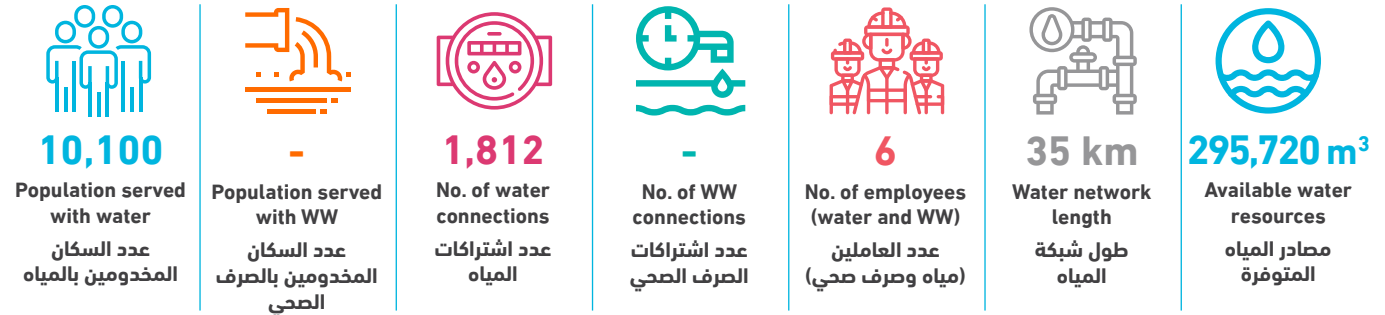 10,100
Population served
with water
عدد السكان
المخدومين بالمياه
-
Population served
with WW
عدد السكان
المخدومين بالصرف
الصحي
1,812
No. of water
connections
عدد اشتراكات
المياه
-
No. of WW
connections
عدد اشتراكات
الصرف الصحي
6
No. of employees
(water and WW)
عدد العاملين
(مياه وصرف صحي)
35 km
Water network
length
طول شبكة
المياه
295,720 m³
Available water
resources
مصادر المياه
المتوفرة